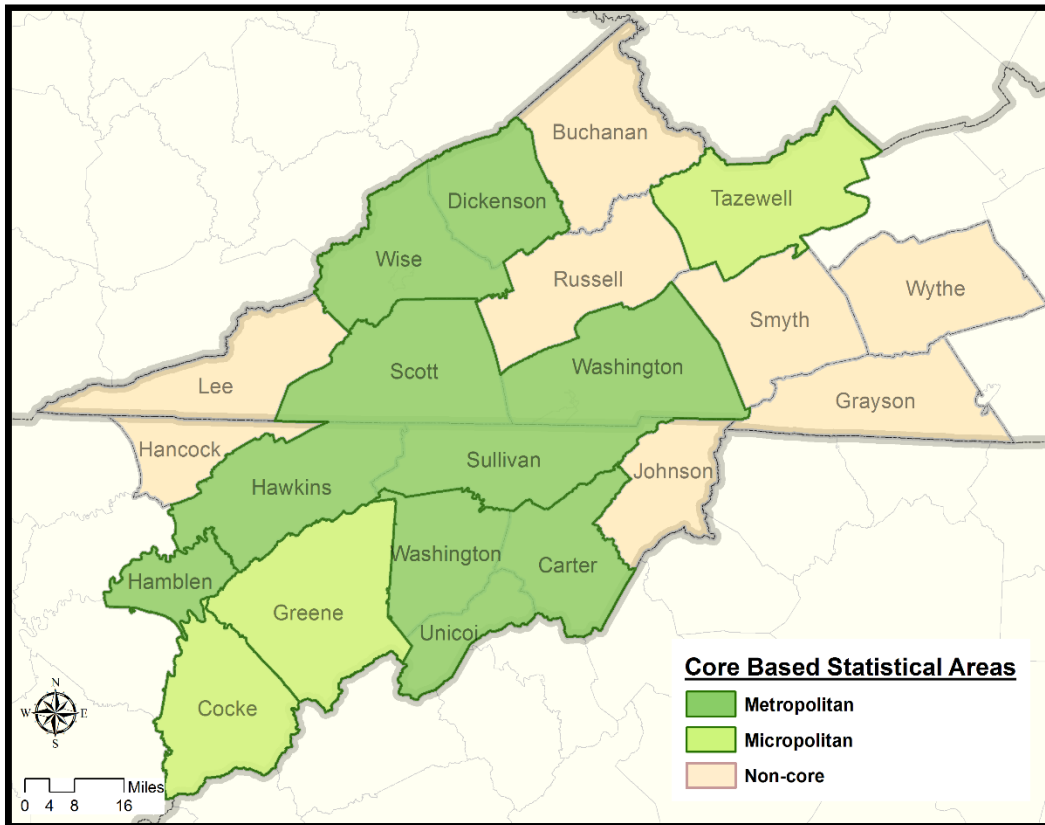 Buchanan
Dickenson
Tazewell
Wise
Russell
Wythe
Smyth
Scott
Washington
Lee
Grayson
Hancock
Sullivan
Johnson
Hawkins
Washington
Carter
Hamblen
Greene
Unicoi
Cocke
Core Based Statistical Areas
Metropolitan
Micropolitan
Non-core
N
W E
S
Miles
0 4 8 16